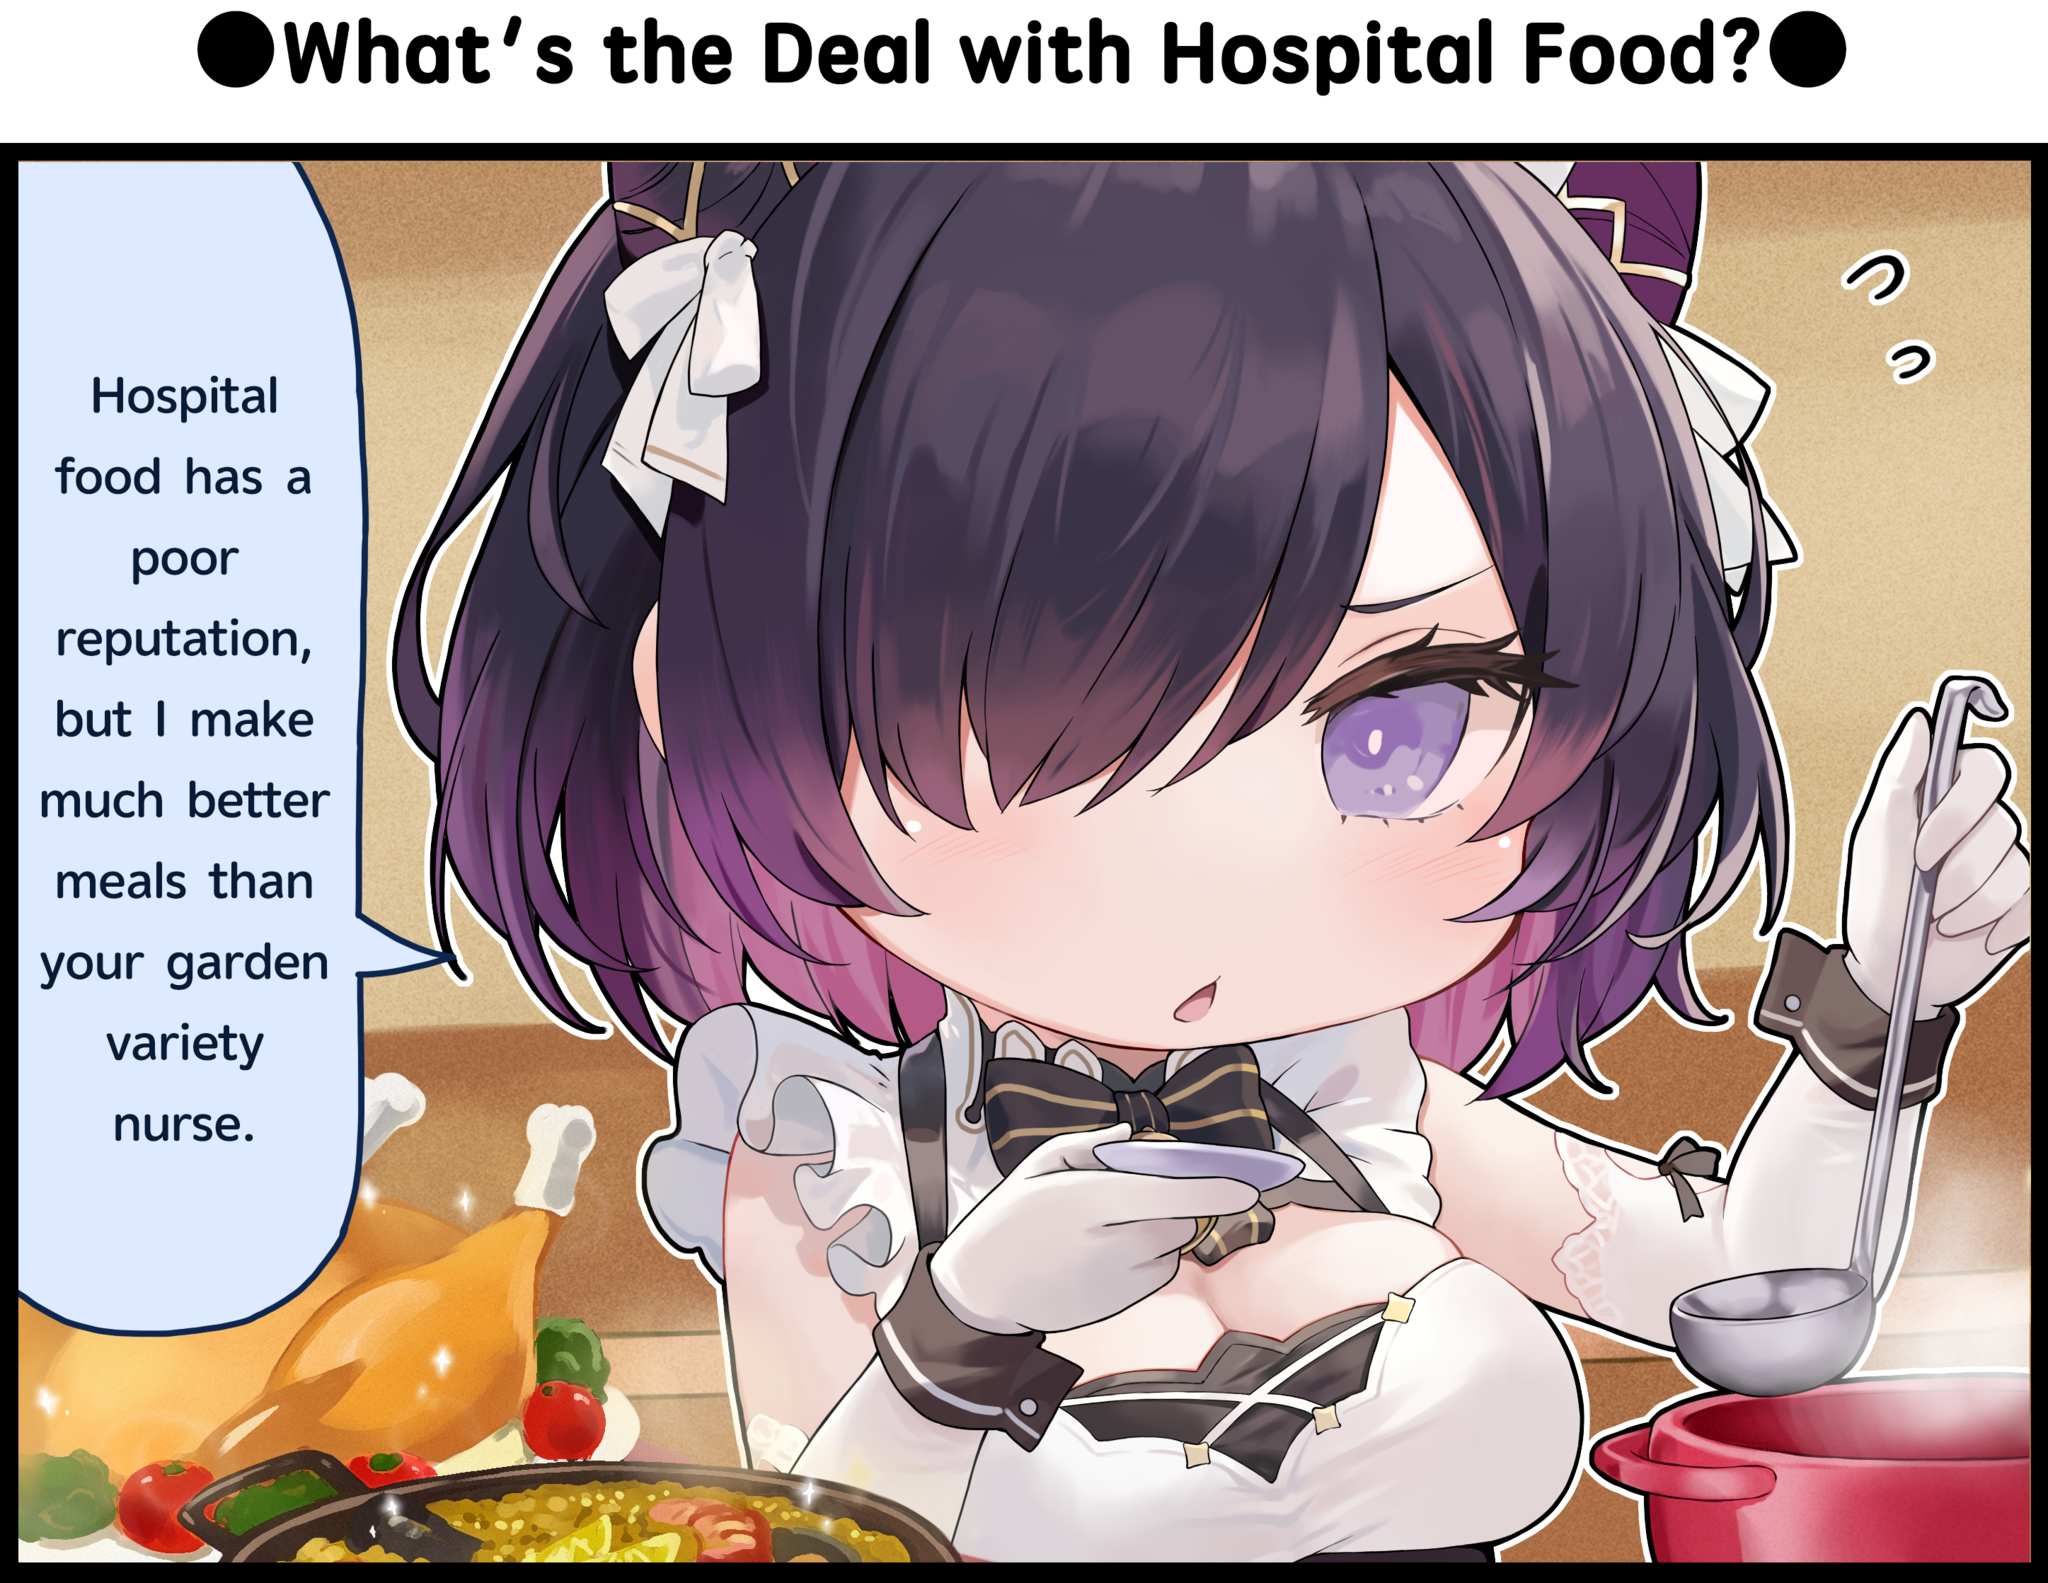 ●What's the Deal with Hospital Food?●
Hospital
food has a
poor
reputation,
but I make
much better
meals than
your garden
variety
nurse.